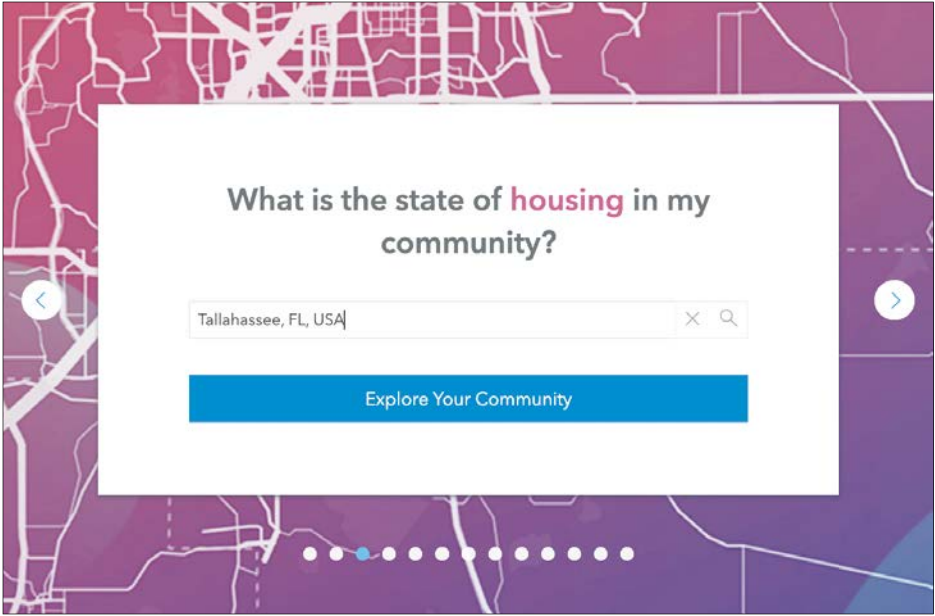 What is the state of housing in my
community?
Tallahassee, FL, USA
Explore Your Community